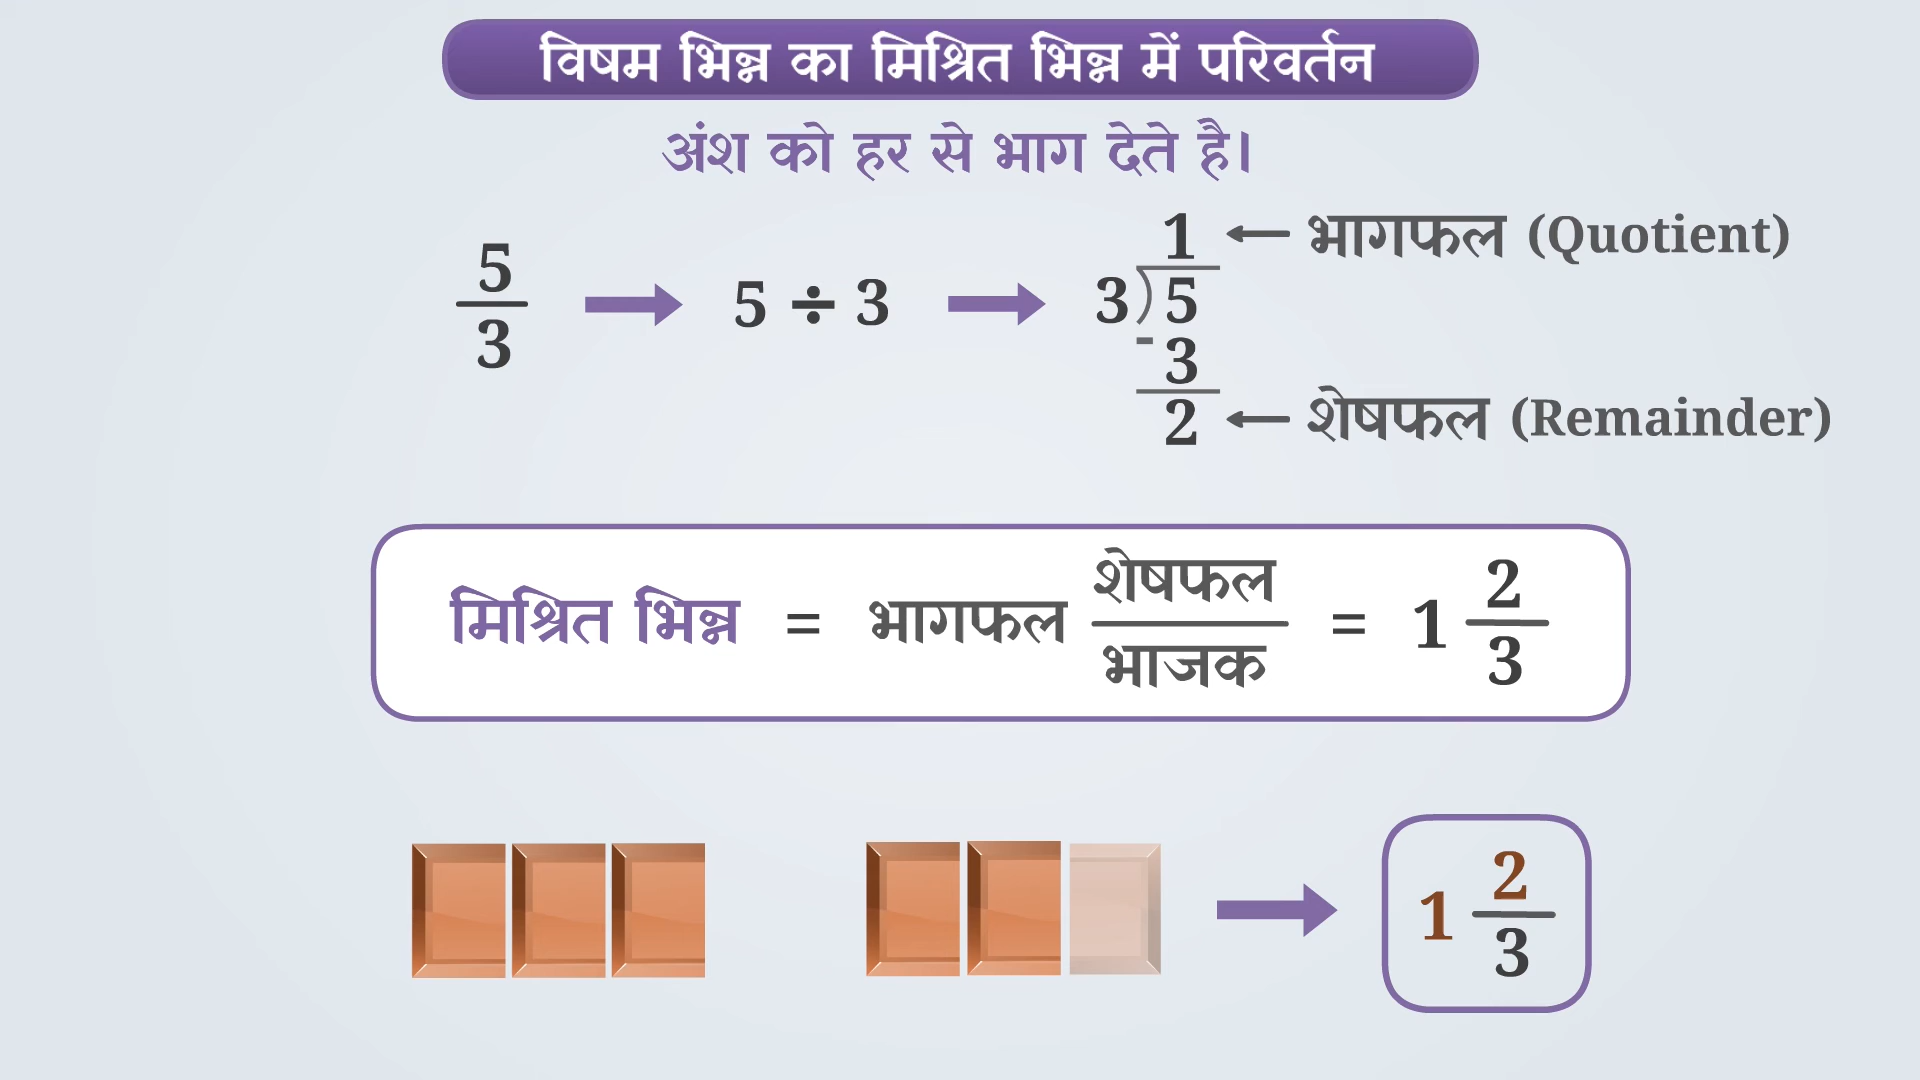 विषम भिन्न का मिश्रित भिन्न में परिवर्तन
अंश को हर से भाग देते है।
5/3 → 5 ÷ 3 →
1 ← भागफल (Quotient)
3) 5
- 3
2 ← शेषफल (Remainder)
मिश्रित भिन्न = भागफल शेषफल/भाजक = 1 2/3
1 2/3